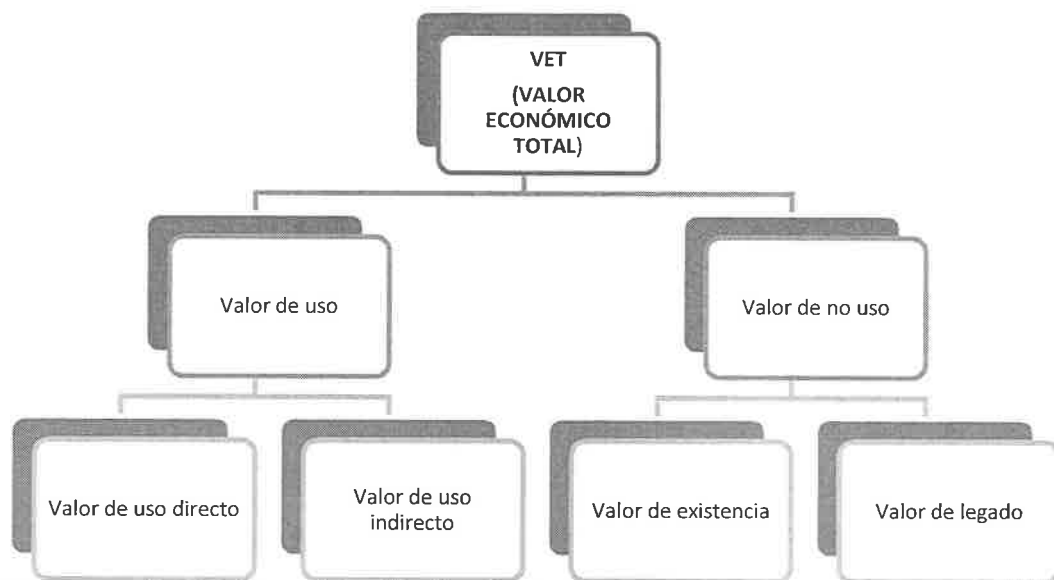 VET
(VALOR
ECONÓMICO
TOTAL)
Valor de uso
Valor de no uso
Valor de uso directo
Valor de uso
indirecto
Valor de existencia
Valor de legado